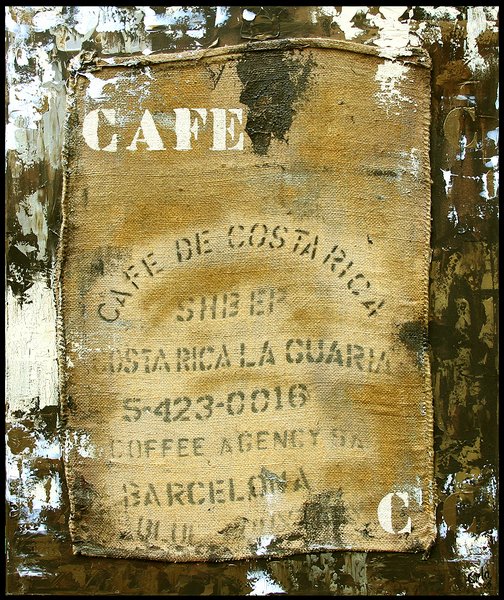 CAFE
CAFE DE COSTA RICA
SHB EP
COSTA RICA LA GUARIA
5-423-0016
COFFEE AGENCY SA
BARCELONA
C